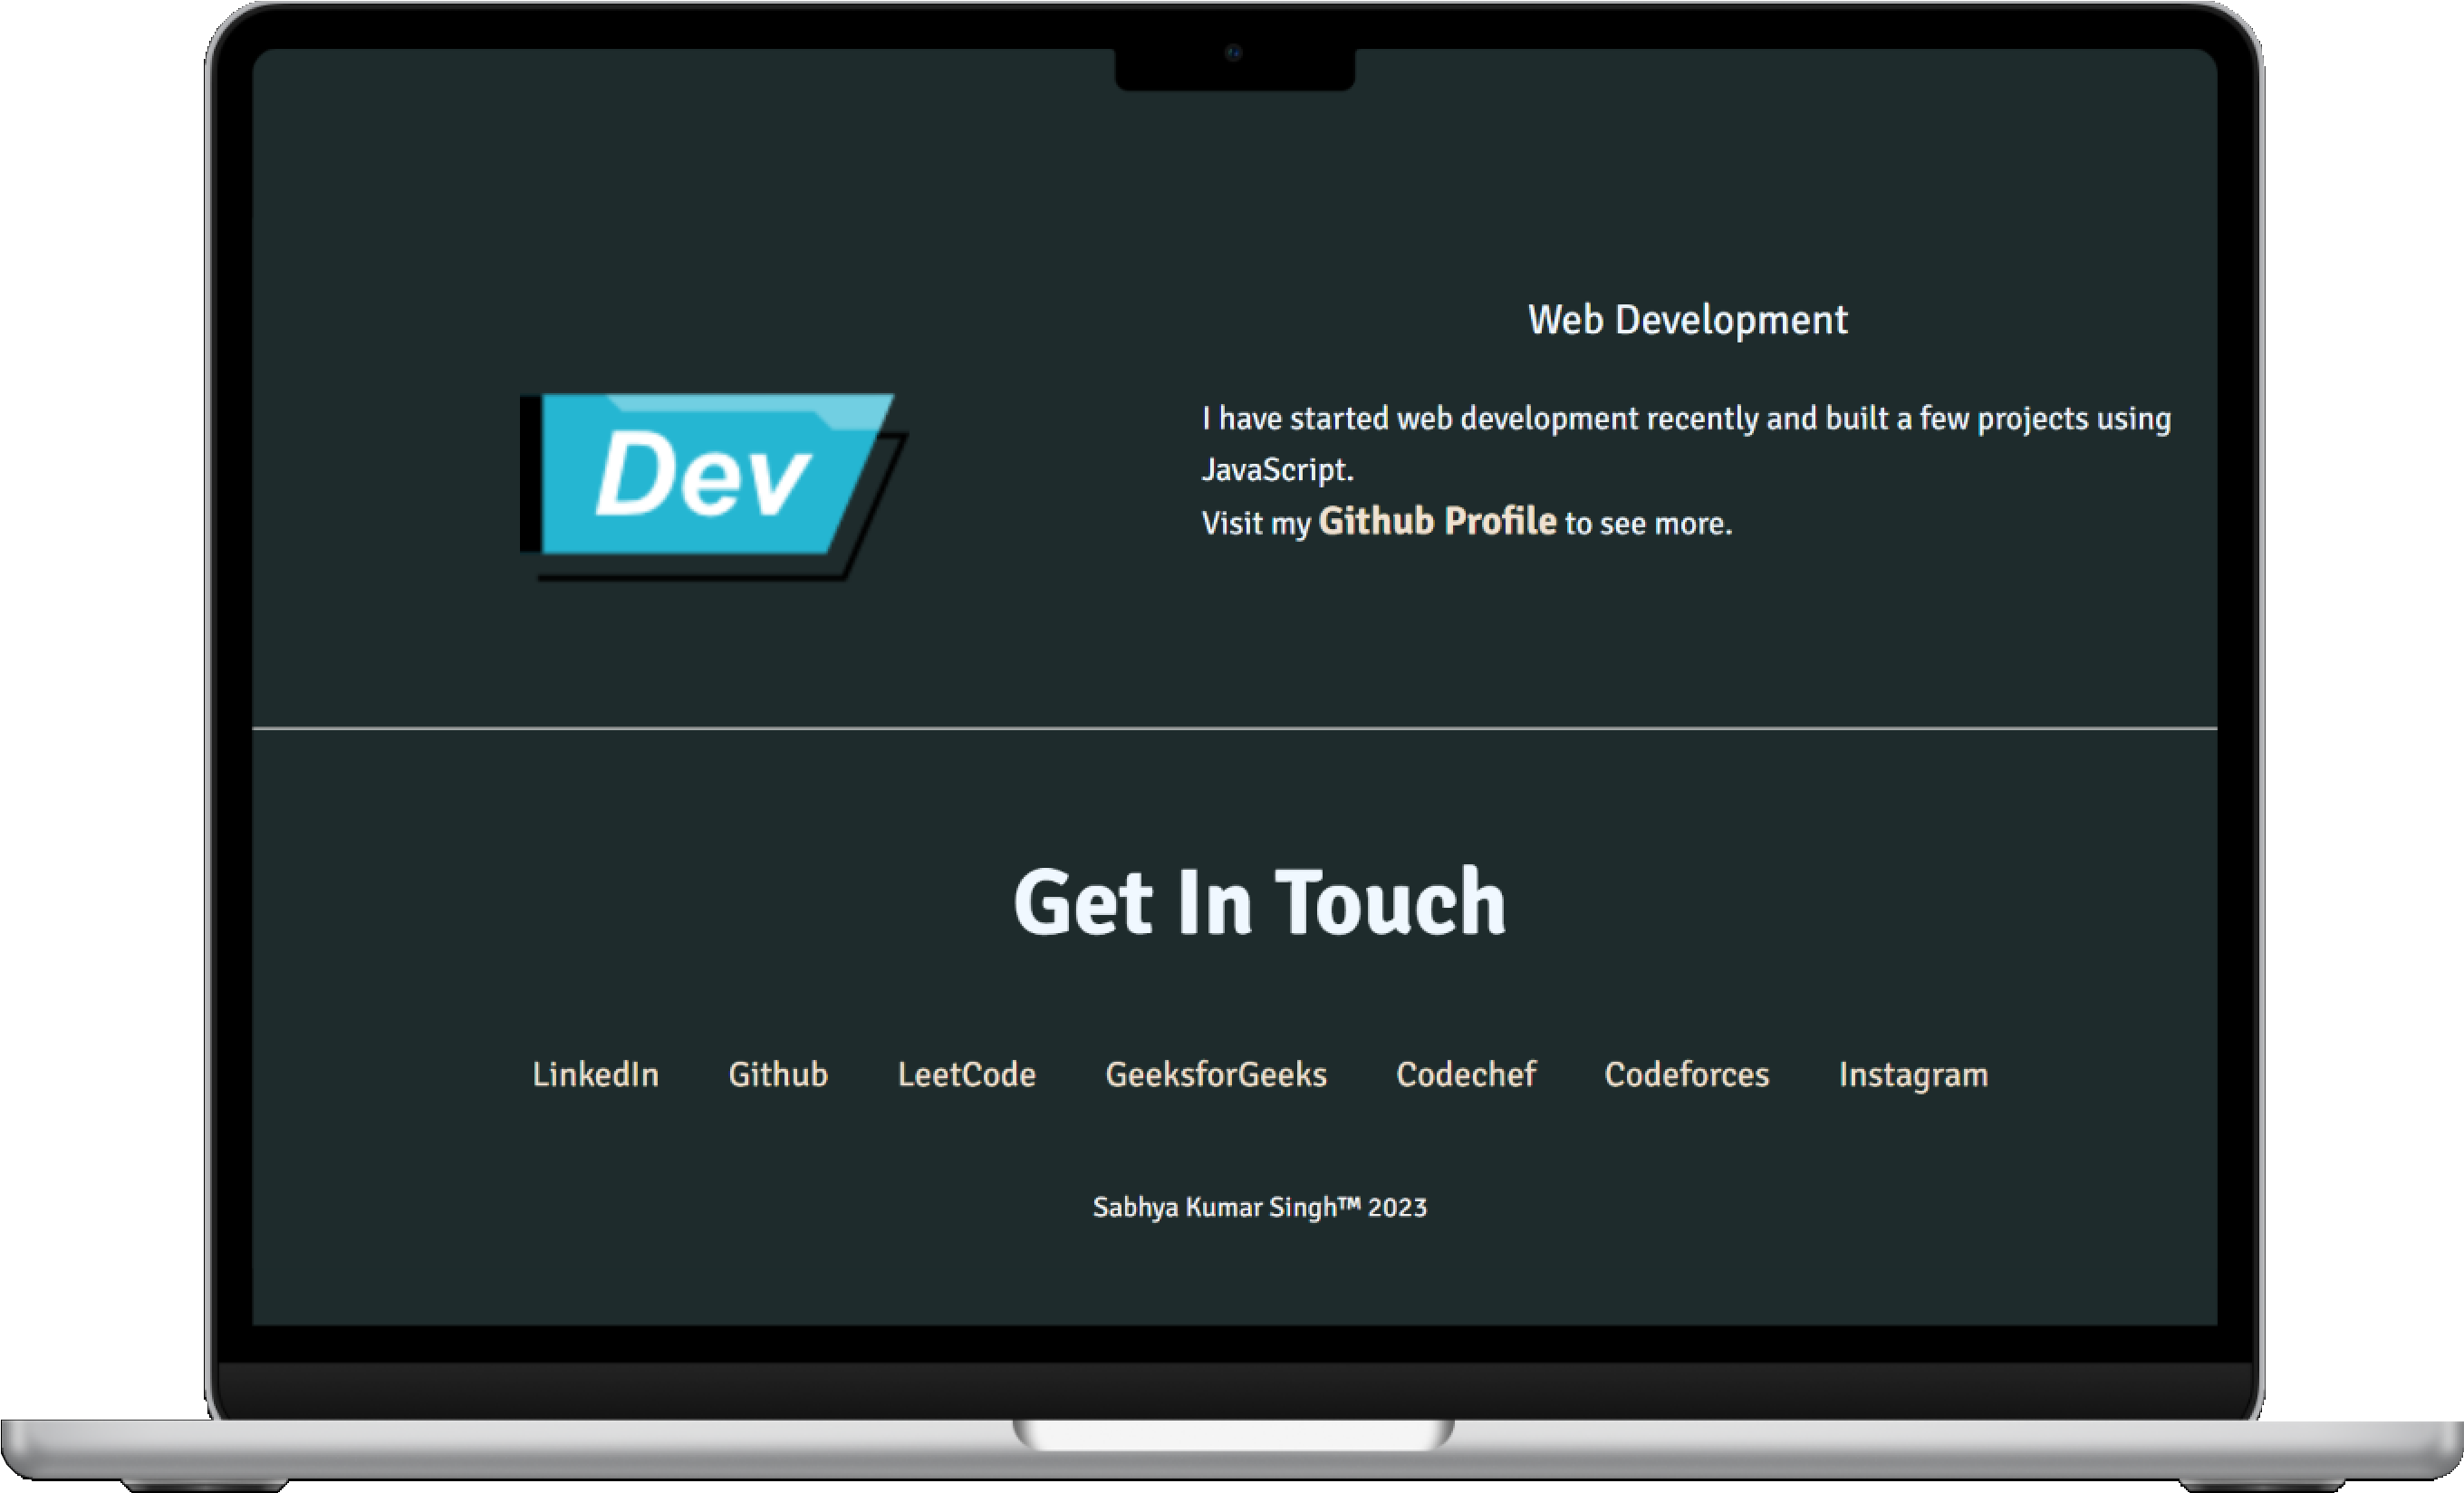 Web Development
Dev
I have started web development recently and built a few projects using
JavaScript.
Visit my Github Profile to see more.
Get In Touch
LinkedIn Github LeetCode GeeksforGeeks Codechef Codeforces Instagram
Sabhya Kumar Singh™ 2023